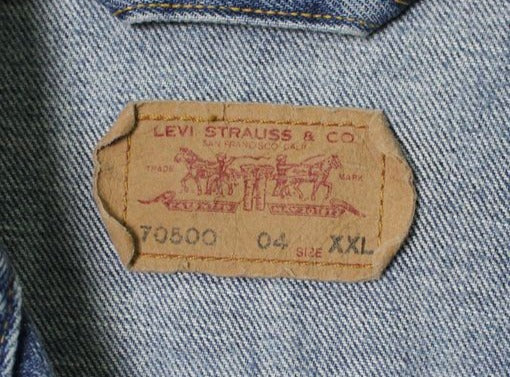 LEVI STRAUSS & CO.
SAN FRANCISCO CALIF.
TRADE MARK
70500 04 SIZE XXL